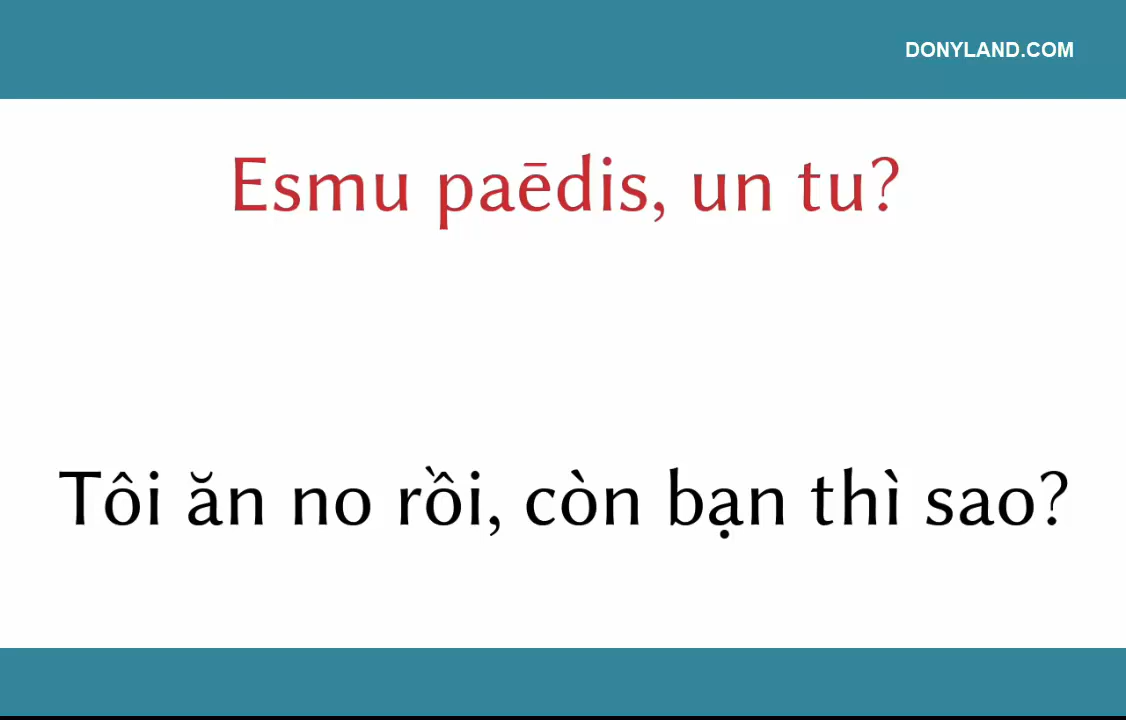 DONYLAND.COM
Esmu paēdis, un tu?
Tôi ăn no rồi, còn bạn thì sao?